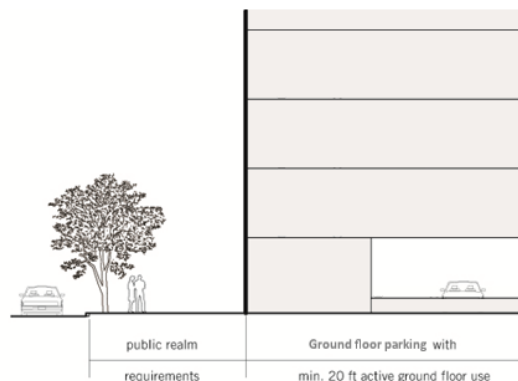 public realm
requirements
Ground floor parking with
min. 20 ft active ground floor use